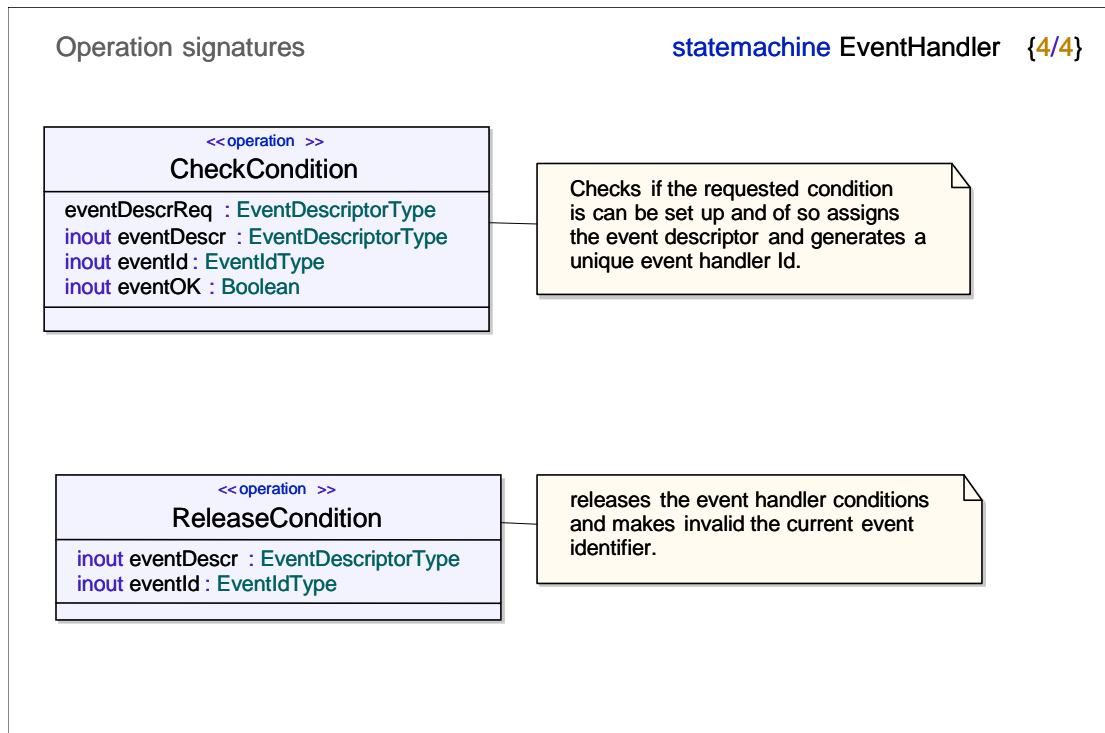 Operation signatures
statemachine EventHandler {4/4}
<<operation >>
CheckCondition
eventDescrReq : EventDescriptorType
inout eventDescr : EventDescriptorType
inout eventId : EventIdType
inout eventOK : Boolean
Checks if the requested condition
is can be set up and of so assigns
the event descriptor and generates a
unique event handler Id.
<<operation >>
ReleaseCondition
inout eventDescr : EventDescriptorType
inout eventId : EventIdType
releases the event handler conditions
and makes invalid the current event
identifier.